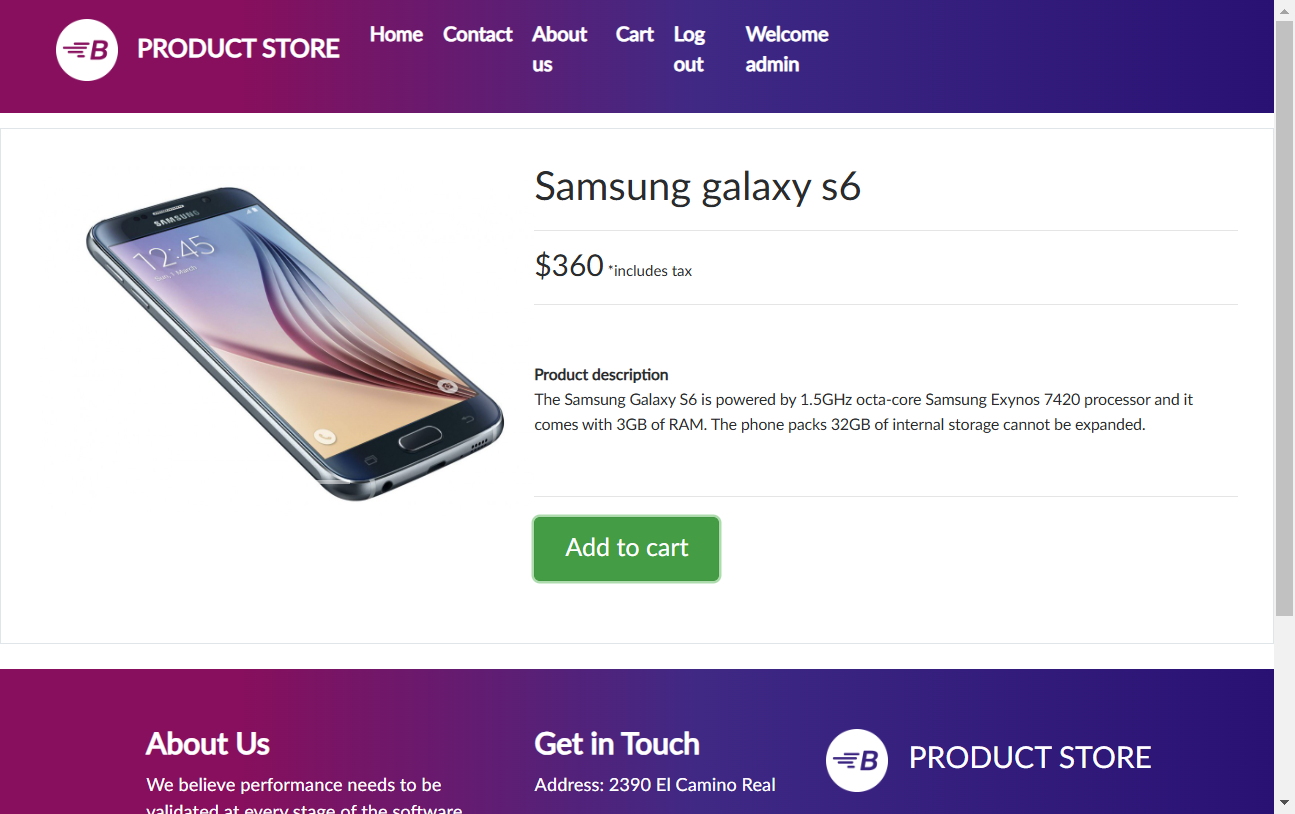 B PRODUCT STORE Home Contact About us Cart Log out Welcome admin
SAMSUNG
12:45
Sun, 1 March
Samsung galaxy s6
$360 *includes tax
Product description
The Samsung Galaxy S6 is powered by 1.5GHz octa-core Samsung Exynos 7420 processor and it
comes with 3GB of RAM. The phone packs 32GB of internal storage cannot be expanded.
Add to cart
About Us
We believe performance needs to be
validated at every stage of the software
Get in Touch
Address: 2390 El Camino Real
B PRODUCT STORE